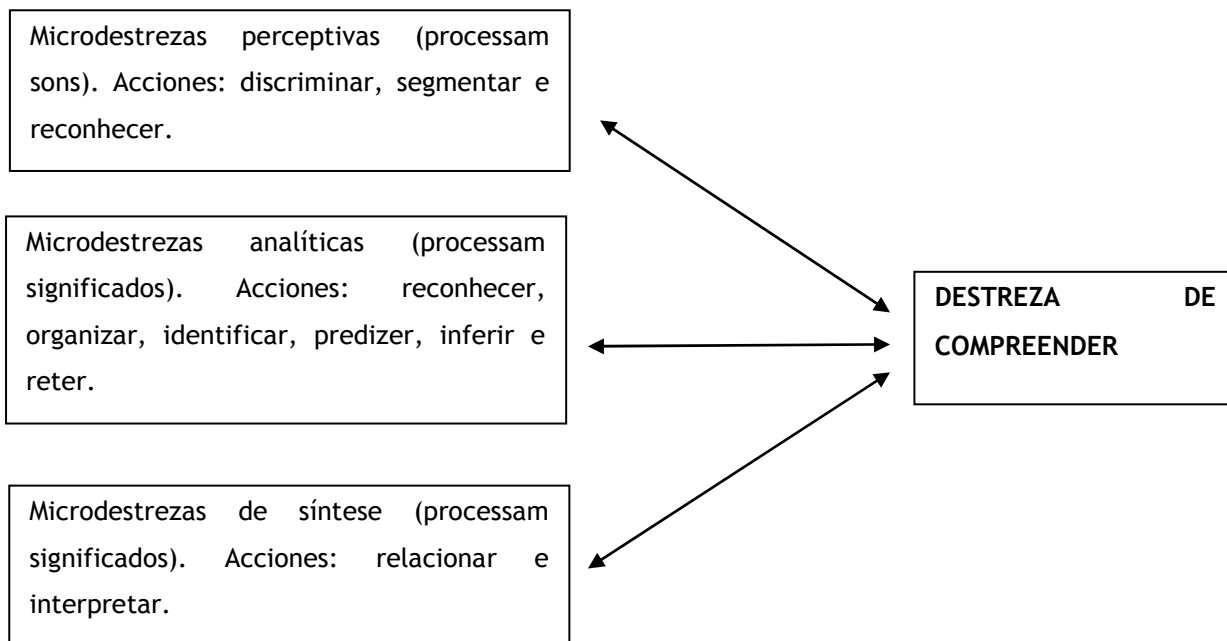 Microdestrezas perceptivas (processam
sons). Acciones: discriminar, segmentar e
reconhecer.
Microdestrezas analíticas (processam
significados). Acciones: reconhecer,
organizar, identificar, predizer, inferir e
reter.
DESTREZA DE
COMPREENDER
Microdestrezas de síntese (processam
significados). Acciones: relacionar e
interpretar.